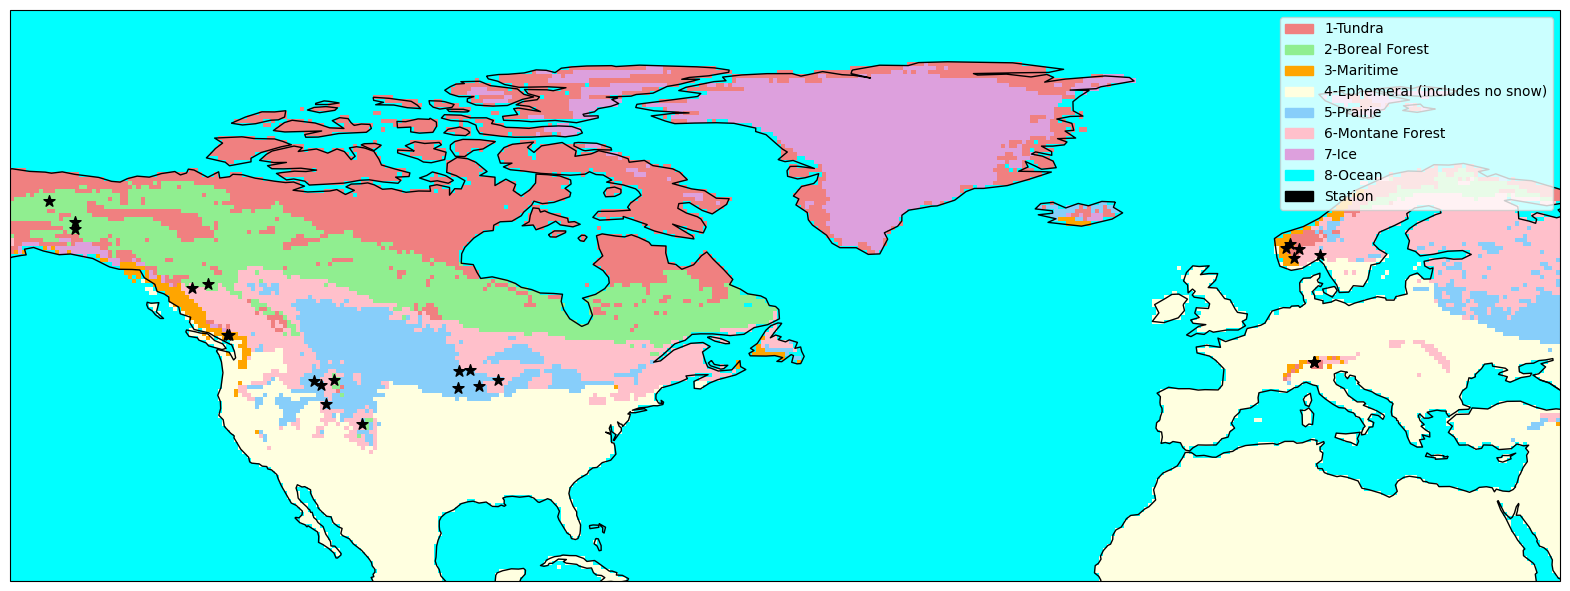 1-Tundra
2-Boreal Forest
3-Maritime
4-Ephemeral (includes no snow)
5-Prairie
6-Montane Forest
7-Ice
8-Ocean
Station